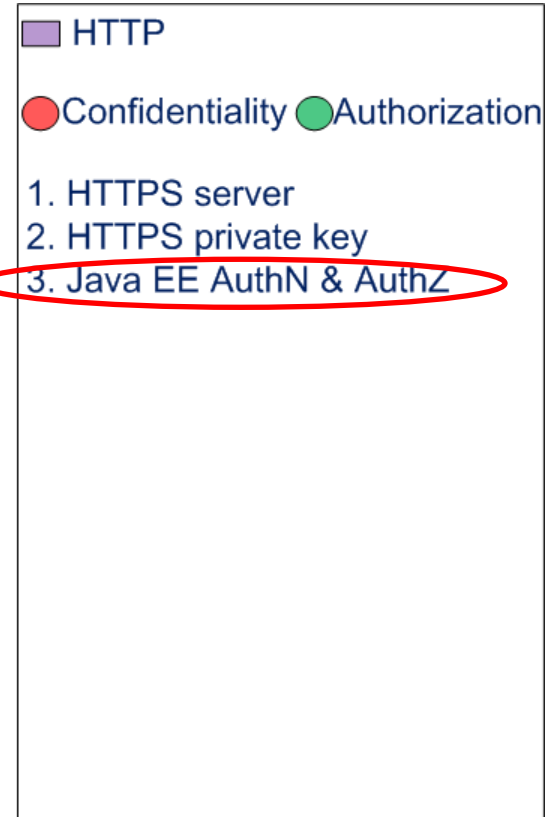 HTTP
Confidentiality Authorization
1. HTTPS server
2. HTTPS private key
3. Java EE AuthN & AuthZ